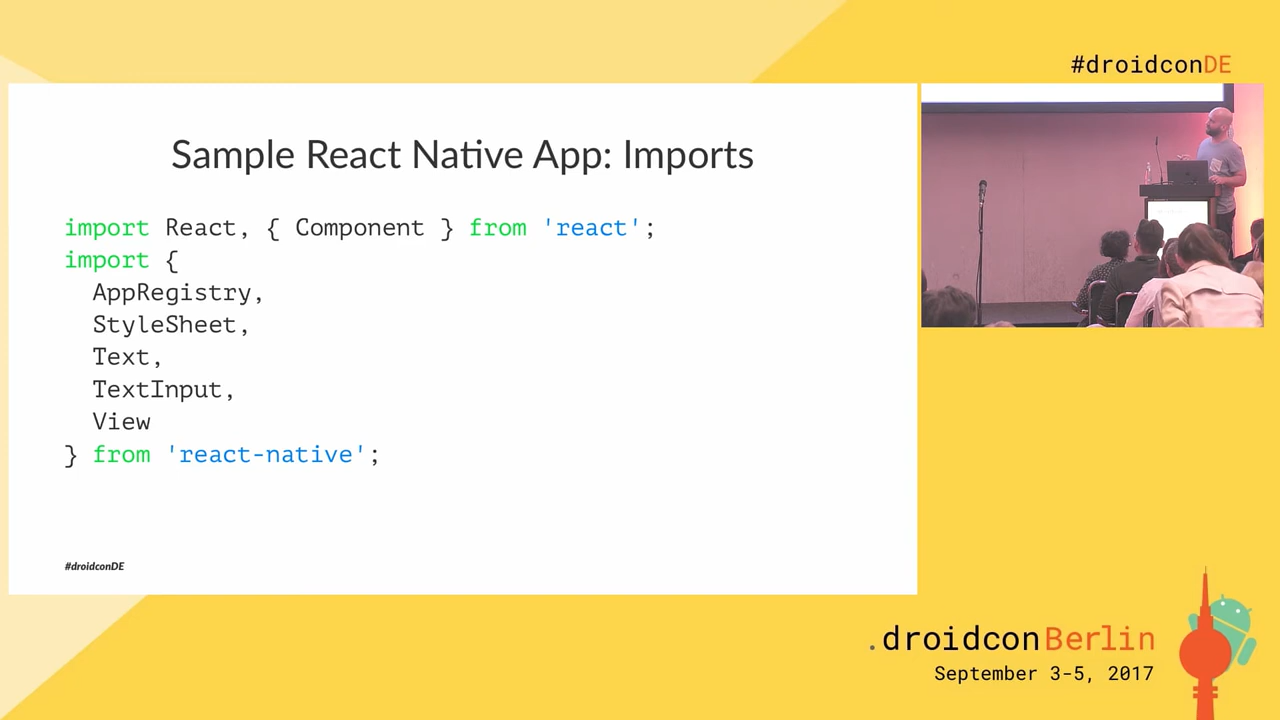 #droidconDE
Sample React Native App: Imports
import React, { Component } from 'react';
import {
  AppRegistry,
  StyleSheet,
  Text,
  TextInput,
  View
} from 'react-native';
#droidconDE
.droidconBerlin
September 3-5, 2017